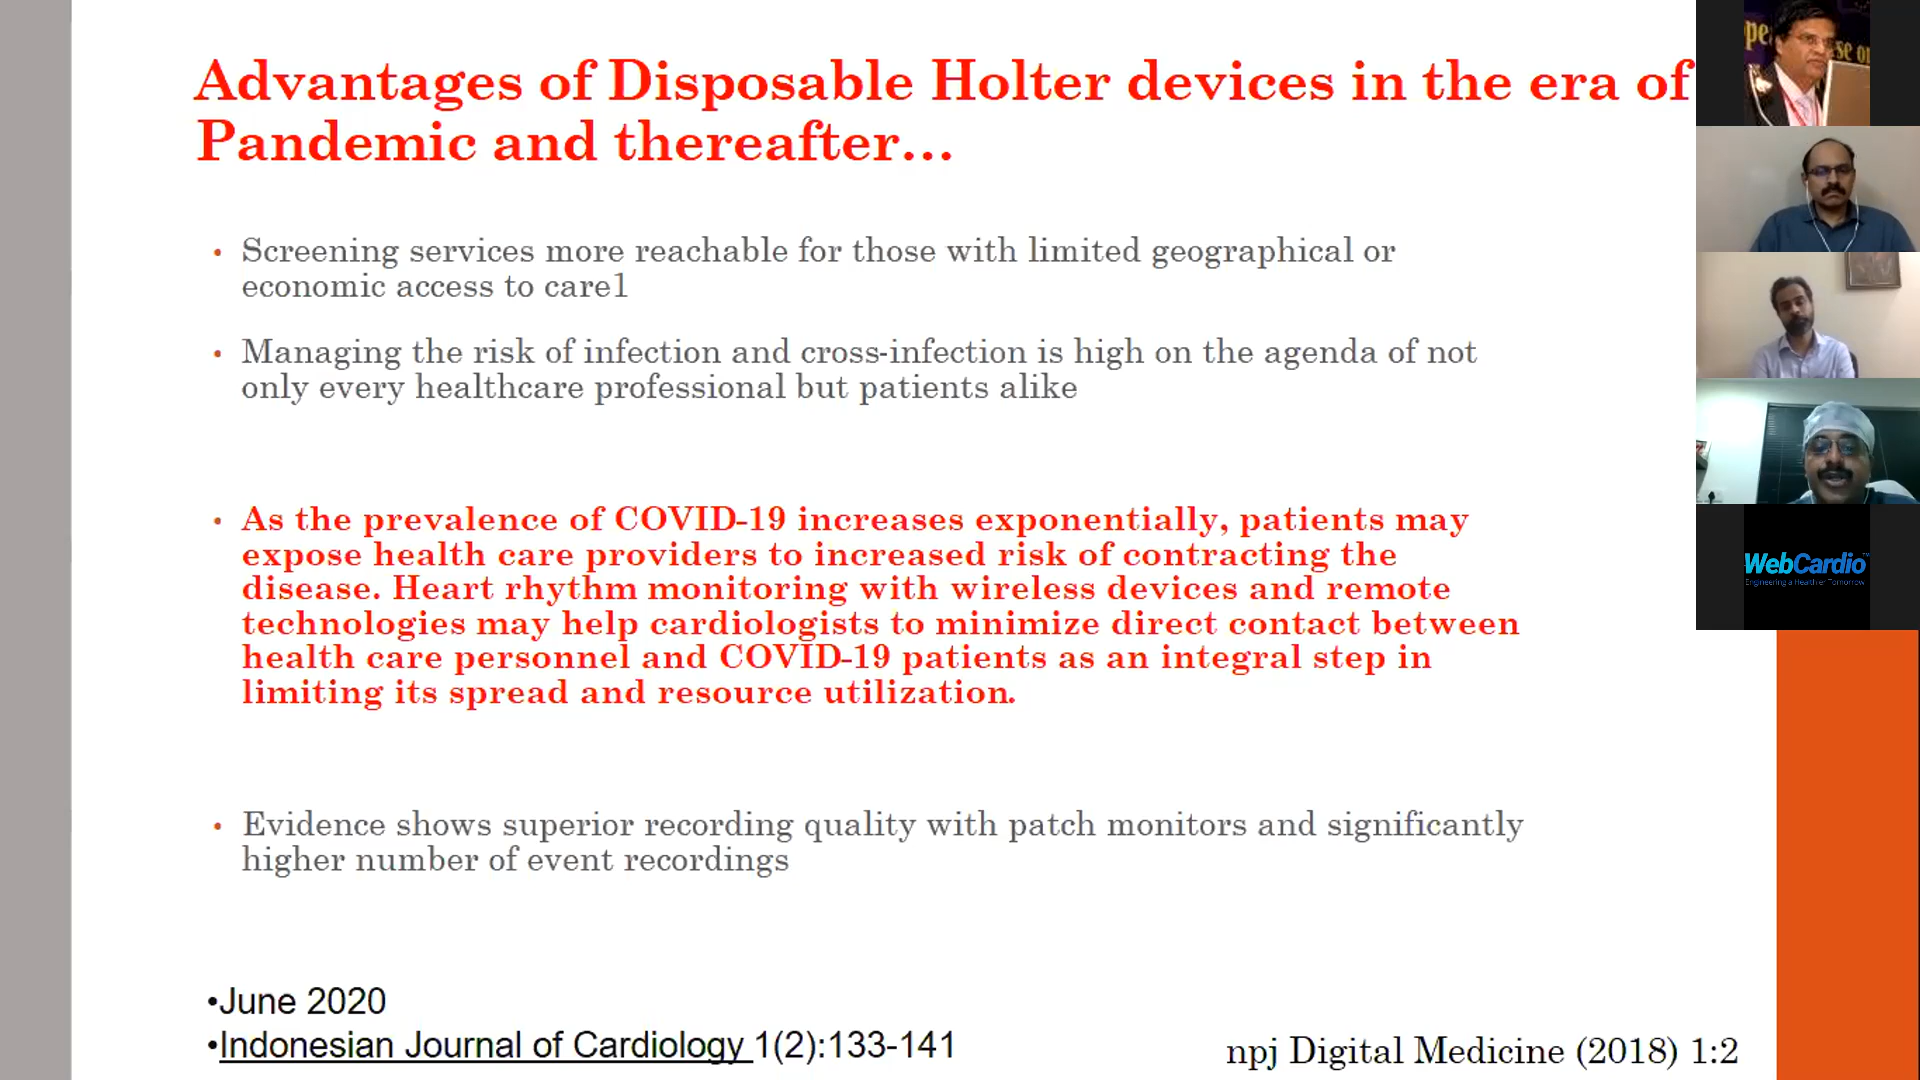 Advantages of Disposable Holter devices in the era of
Pandemic and thereafter...
• Screening services more reachable for those with limited geographical or
economic access to care1
• Managing the risk of infection and cross-infection is high on the agenda of not
only every healthcare professional but patients alike
• As the prevalence of COVID-19 increases exponentially, patients may
expose health care providers to increased risk of contracting the
disease. Heart rhythm monitoring with wireless devices and remote
technologies may help cardiologists to minimize direct contact between
health care personnel and COVID-19 patients as an integral step in
limiting its spread and resource utilization.
• Evidence shows superior recording quality with patch monitors and significantly
higher number of event recordings
•June 2020
•Indonesian Journal of Cardiology 1(2):133-141
npj Digital Medicine (2018) 1:2
WebCardio™
Engineering a Healthier Tomorrow